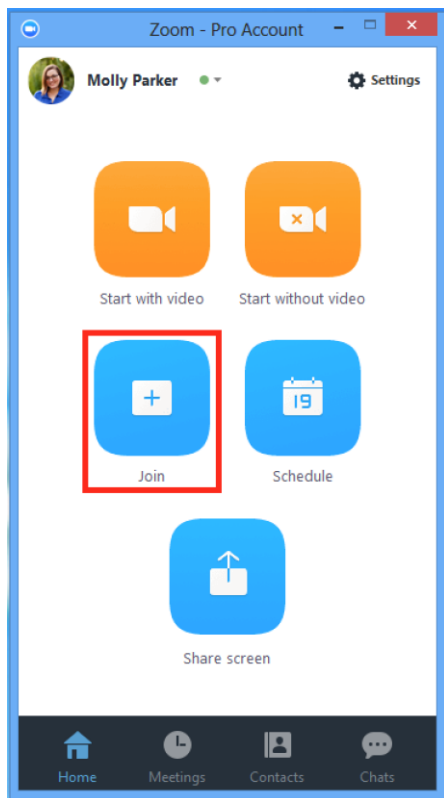 Zoom - Pro Account
Molly Parker
Settings
Start with video
Start without video
Join
19
Schedule
Share screen
Home
Meetings
Contacts
Chats